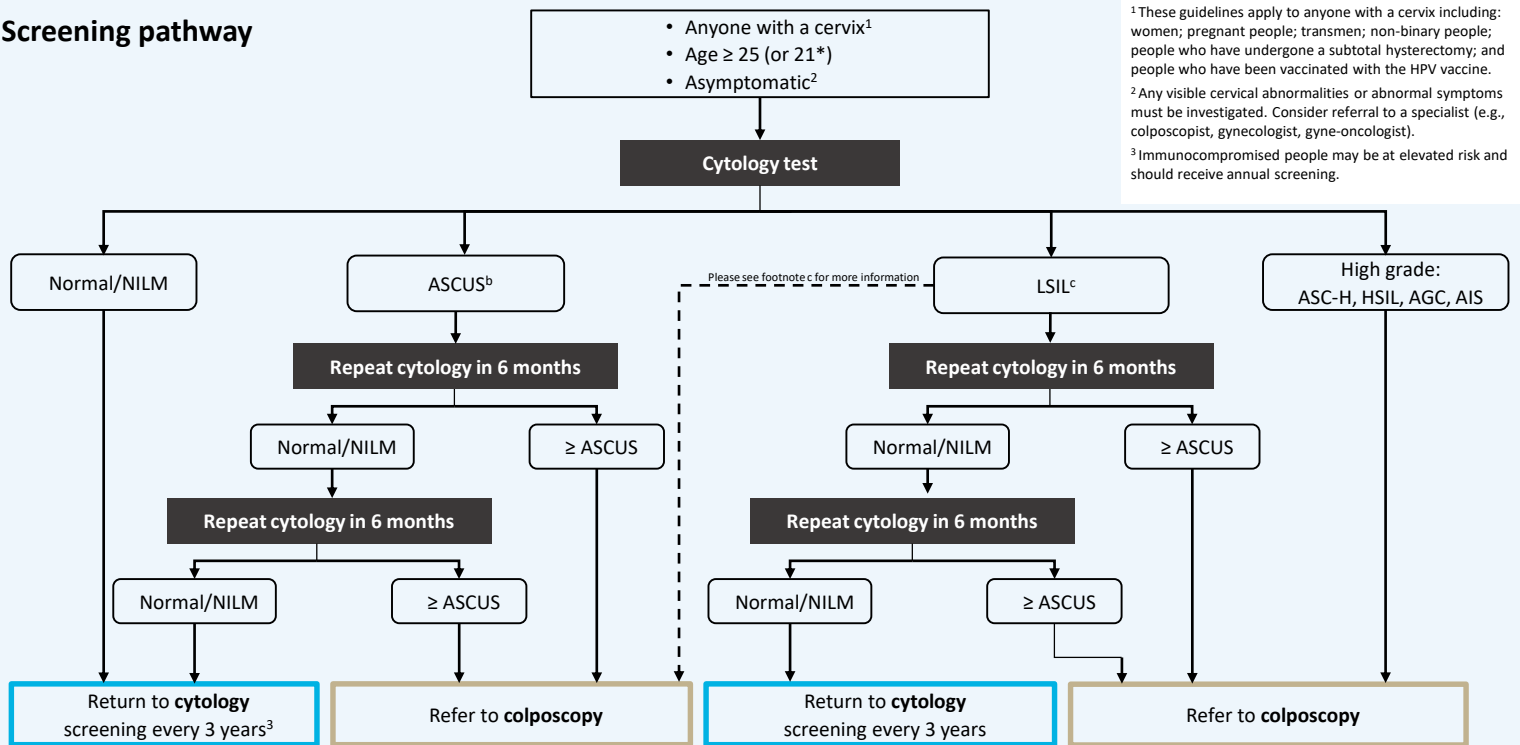 Screening pathway
• Anyone with a cervix¹
• Age ≥ 25 (or 21*)
• Asymptomatic²
¹ These guidelines apply to anyone with a cervix including:
women; pregnant people; transmen; non-binary people;
people who have undergone a subtotal hysterectomy; and
people who have been vaccinated with the HPV vaccine.
² Any visible cervical abnormalities or abnormal symptoms
must be investigated. Consider referral to a specialist (e.g.,
colposcopist, gynecologist, gyne-oncologist).
³ Immunocompromised people may be at elevated risk and
should receive annual screening.
Cytology test
Normal/NILM
ASCUSᵇ
Please see footnote c for more information
LSILᶜ
High grade:
ASC-H, HSIL, AGC, AIS
Repeat cytology in 6 months
Repeat cytology in 6 months
Normal/NILM
≥ ASCUS
Normal/NILM
≥ ASCUS
Repeat cytology in 6 months
Repeat cytology in 6 months
Normal/NILM
≥ ASCUS
Normal/NILM
≥ ASCUS
Return to cytology
screening every 3 years³
Refer to colposcopy
Return to cytology
screening every 3 years
Refer to colposcopy